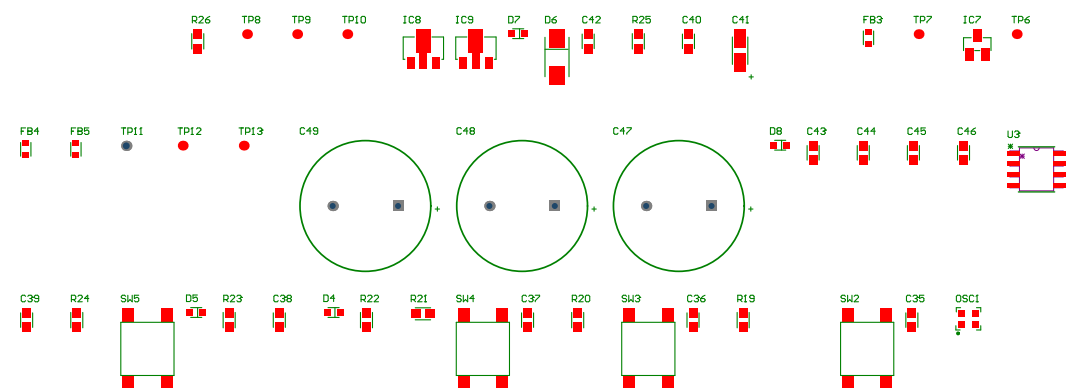 R26 TP8 TP9 TP10 IC8 IC9 D7 D6 C42 R25 C40 C41 FB3 TP7 IC7 TP6
FB4 FB5 TP11 TP12 TP13 C49 C48 C47 D8 C43 C44 C45 C46 U3
C39 R24 SW5 D5 R23 C38 D4 R22 R21 SW4 C37 R20 SW3 C36 R19 SW2 C35 OSC1